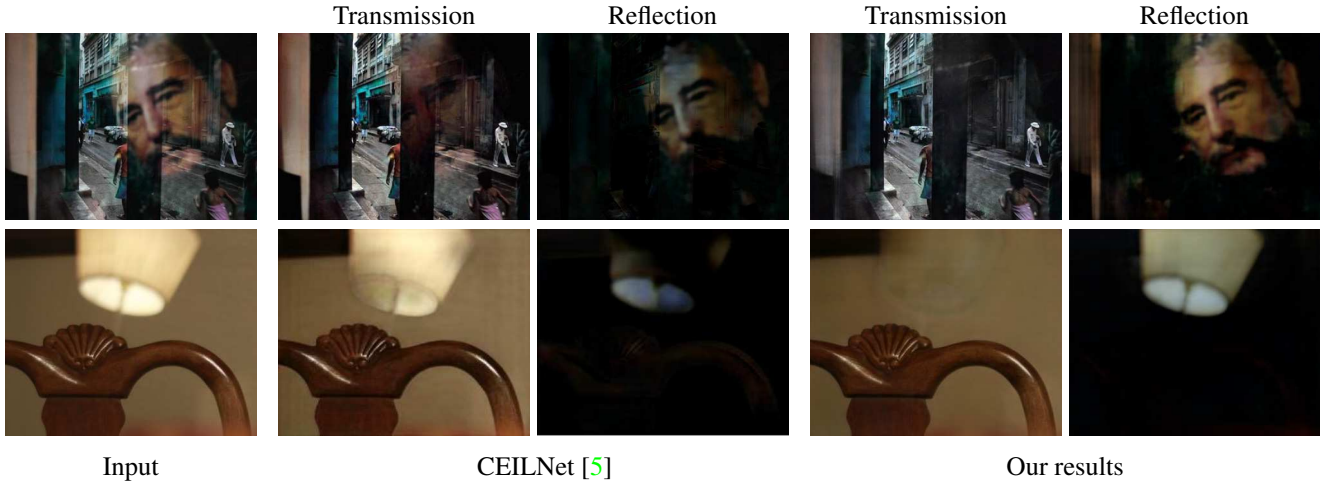 Transmission Reflection Transmission Reflection
Input CEILNet [5] Our results